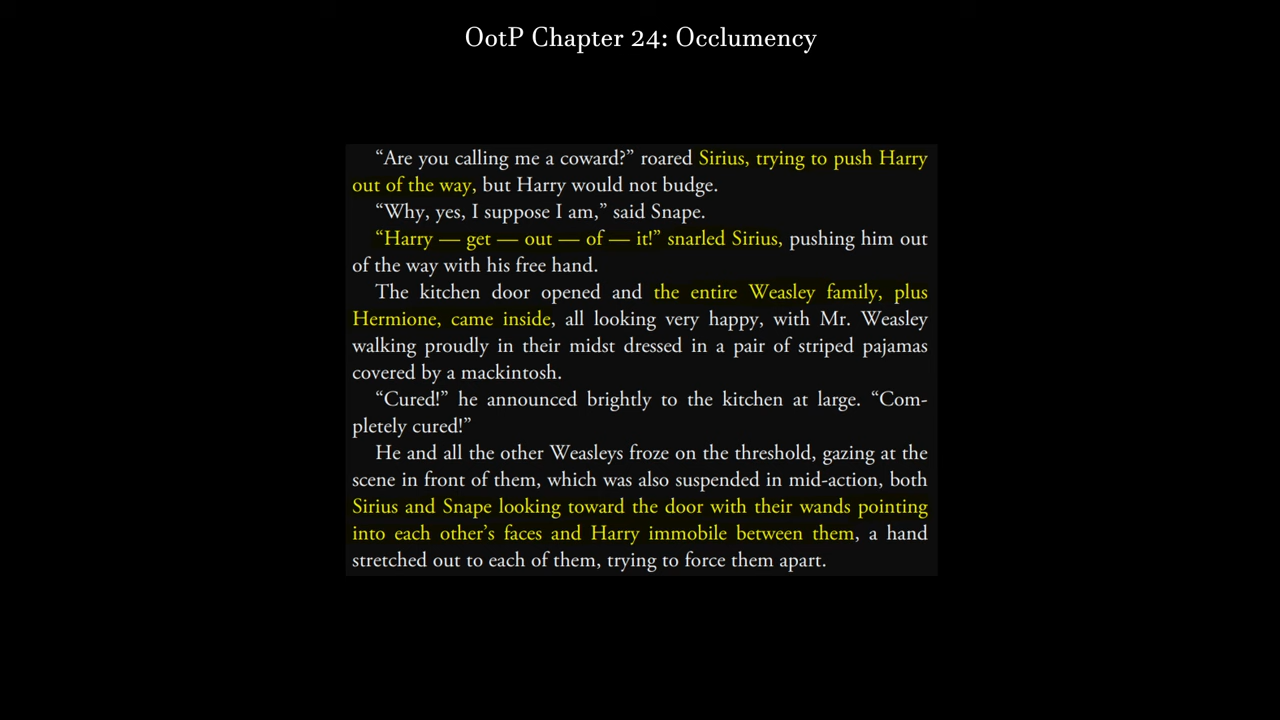 OotP Chapter 24: Occlumency
“Are you calling me a coward?” roared Sirius, trying to push Harry
out of the way, but Harry would not budge.
“Why, yes, I suppose I am,” said Snape.
“Harry — get — out — of — it!” snarled Sirius, pushing him out
of the way with his free hand.
The kitchen door opened and the entire Weasley family, plus
Hermione, came inside, all looking very happy, with Mr. Weasley
walking proudly in their midst dressed in a pair of striped pajamas
covered by a mackintosh.
“Cured!” he announced brightly to the kitchen at large. “Com-
pletely cured!”
He and all the other Weasleys froze on the threshold, gazing at the
scene in front of them, which was also suspended in mid-action, both
Sirius and Snape looking toward the door with their wands pointing
into each other’s faces and Harry immobile between them, a hand
stretched out to each of them, trying to force them apart.